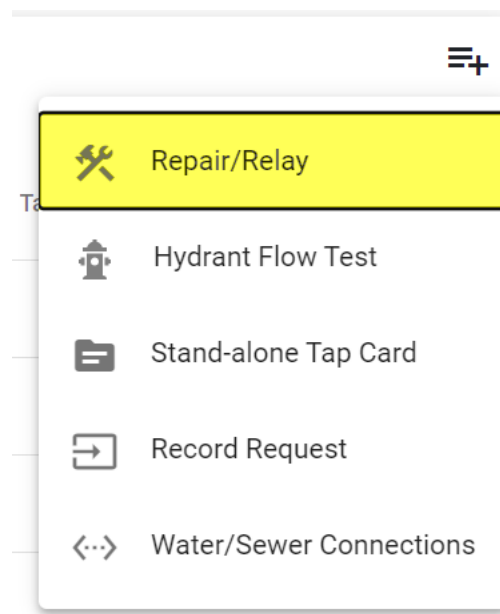 Repair/Relay
Hydrant Flow Test
Stand-alone Tap Card
Record Request
Water/Sewer Connections